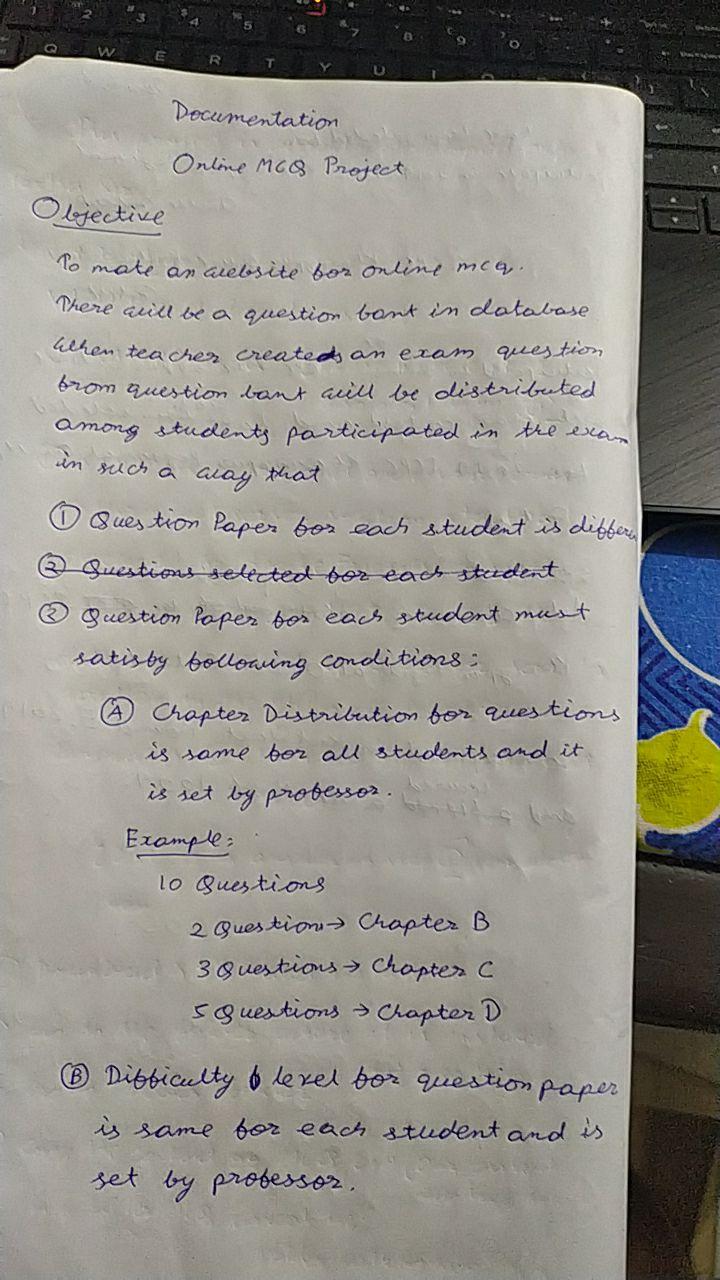 Documentation
Online MCQ Project
Objective
To make an website for online mcq.
There will be a question bank in database
When teacher creates an exam question
from question bank will be distributed
among students participated in the exam
in such a way that
① Question Paper for each student is differe
② Questions selected for each student
② Question Paper for each student must
satisfy following conditions :
Ⓐ Chapter Distribution for questions
is same for all students and it
is set by professor.
Example :
10 Questions
2 Question → Chapter B
3 Questions → Chapter C
5 Questions → Chapter D
Ⓑ Difficulty level for question paper
is same for each student and is
set by professor.